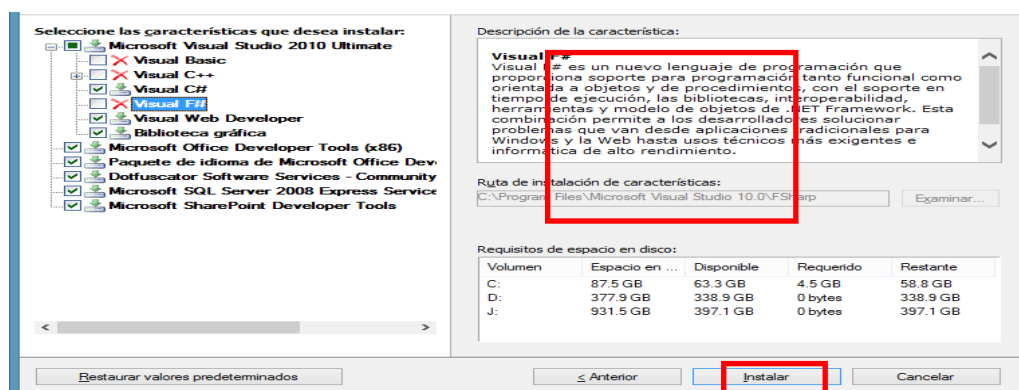 Seleccione las características que desea instalar:
Microsoft Visual Studio 2010 Ultimate
Visual Basic
Visual C++
Visual C#
Visual F#
Visual Web Developer
Biblioteca gráfica
Microsoft Office Developer Tools (x86)
Paquete de idioma de Microsoft Office Dev
Dotfuscator Software Services - Community
Microsoft SQL Server 2008 Express Service
Microsoft SharePoint Developer Tools
Descripción de la característica:
Visual F#
Visual F# es un nuevo lenguaje de programación que
proporciona soporte para programación tanto funcional como
orientada a objetos y de procedimientos, con el soporte en
tiempo de ejecución, las bibliotecas, interoperabilidad,
herramientas y modelo de objetos de .NET Framework. Esta
combinación permite a los desarrolladores solucionar
problemas que van desde aplicaciones tradicionales para
Windows y la Web hasta usos técnicos más exigentes e
informática de alto rendimiento.
Ruta de instalación de características:
C:\Program Files\Microsoft Visual Studio 10.0\FSharp
Examinar...
Requisitos de espacio en disco:
Volumen Espacio en ... Disponible Requerido Restante
C: 87.5 GB 63.3 GB 4.5 GB 58.8 GB
D: 377.9 GB 338.9 GB 0 bytes 338.9 GB
J: 931.5 GB 397.1 GB 0 bytes 397.1 GB
Restaurar valores predeterminados
≤ Anterior
Instalar
Cancelar